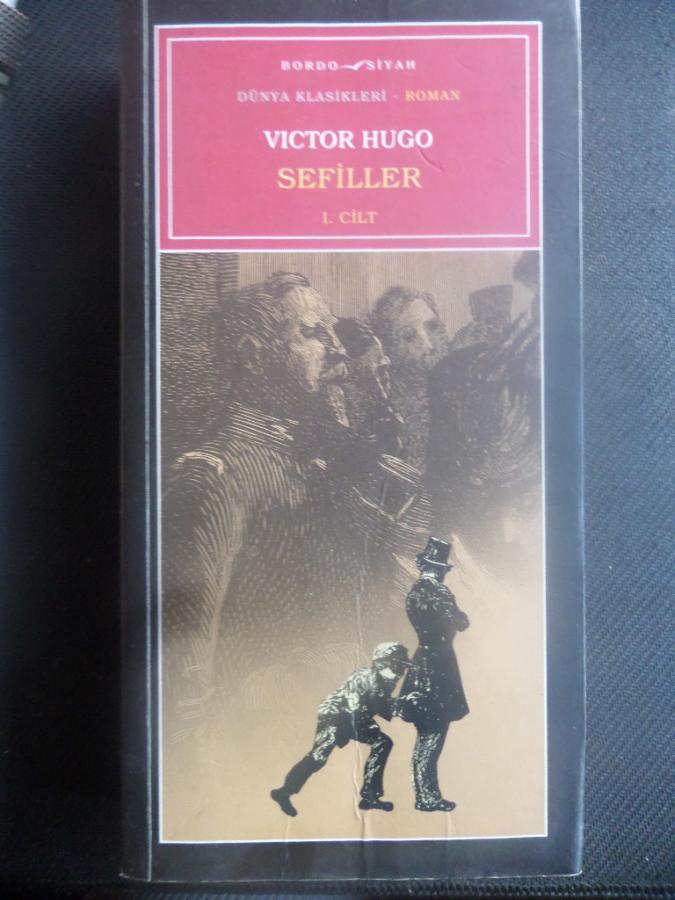 BORDO SİYAH
DÜNYA KLASİKLERİ - ROMAN
VICTOR HUGO
SEFİLLER
I. CİLT